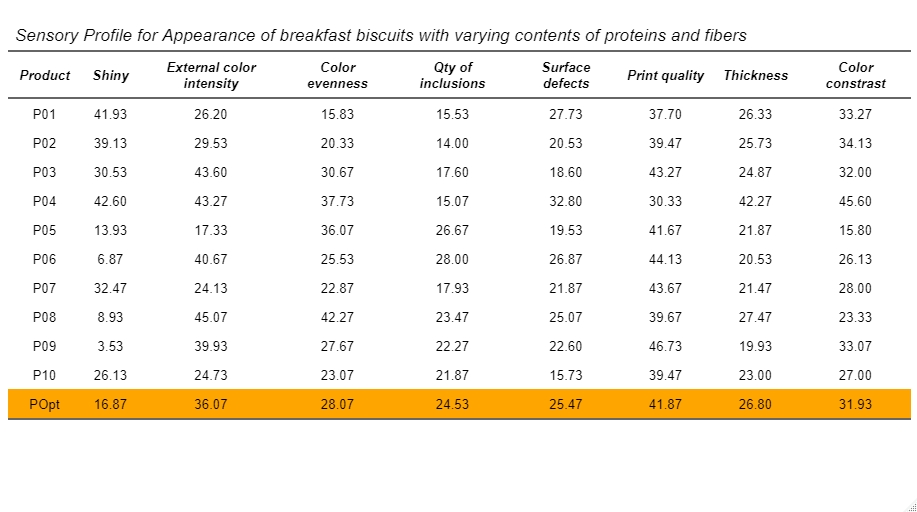 Sensory Profile for Appearance of breakfast biscuits with varying contents of proteins and fibers
Product Shiny External color intensity Color evenness Qty of inclusions Surface defects Print quality Thickness Color constrast
P01 41.93 26.20 15.83 15.53 27.73 37.70 26.33 33.27
P02 39.13 29.53 20.33 14.00 20.53 39.47 25.73 34.13
P03 30.53 43.60 30.67 17.60 18.60 43.27 24.87 32.00
P04 42.60 43.27 37.73 15.07 32.80 30.33 42.27 45.60
P05 13.93 17.33 36.07 26.67 19.53 41.67 21.87 15.80
P06 6.87 40.67 25.53 28.00 26.87 44.13 20.53 26.13
P07 32.47 24.13 22.87 17.93 21.87 43.67 21.47 28.00
P08 8.93 45.07 42.27 23.47 25.07 39.67 27.47 23.33
P09 3.53 39.93 27.67 22.27 22.60 46.73 19.93 33.07
P10 26.13 24.73 23.07 21.87 15.73 39.47 23.00 27.00
POpt 16.87 36.07 28.07 24.53 25.47 41.87 26.80 31.93